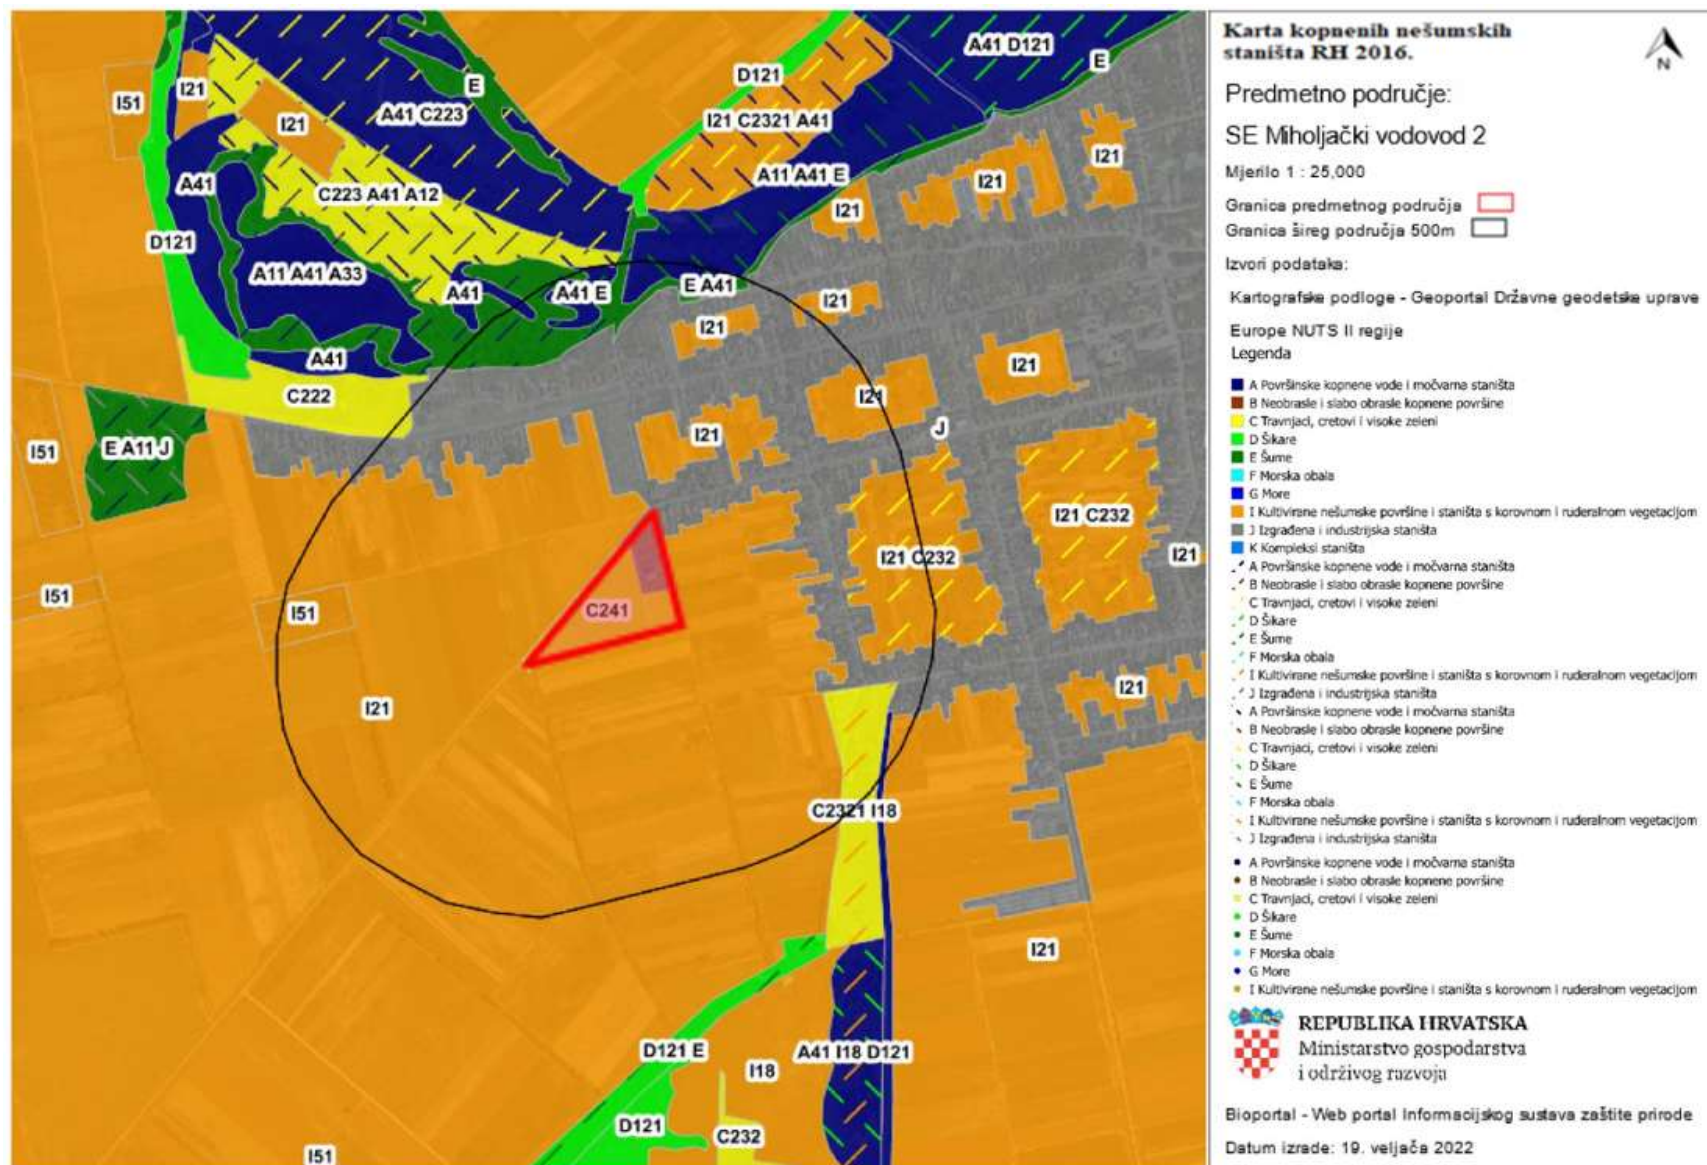 A41 D121
E
D121
E
I51
I21
A41 C223
I21 C2321 A41
I21
A41
A11 A41 E
I21
I21
C223 A41 A12
I21
D121
A11 A41 A33
A41
A41 E
E A41
I21
I21
A41
C222
I21
I21
I21
J
E A11 J
I51
I21 C232
I21 C232
I21
I51
I51
C241
I21
I21
C2321 I18
I21
D121 E
A41 I18 D121
I18
D121
C232
I51
Karta kopnenih nešumskih
staništa RH 2016.
N
Predmetno područje:
SE Miholjački vodovod 2
Mjerilo 1 : 25,000
Granica predmetnog područja
Granica šireg područja 500m
Izvori podataka:
Kartografske podloge - Geoportal Državne geodetske uprave
Europe NUTS II regije
Legenda
A Površinske kopnene vode i močvarna staništa
B Neobrasle i slabo obrasle kopnene površine
C Travnjaci, cretovi i visoke zeleni
D Šikare
E Šume
F Morska obala
G More
I Kultivirane nešumske površine i staništa s korovnom i ruderalnom vegetacijom
J Izgrađena i industrijska staništa
K Kompleksi staništa
A Površinske kopnene vode i močvarna staništa
B Neobrasle i slabo obrasle kopnene površine
C Travnjaci, cretovi i visoke zeleni
D Šikare
E Šume
F Morska obala
I Kultivirane nešumske površine i staništa s korovnom i ruderalnom vegetacijom
J Izgrađena i industrijska staništa
A Površinske kopnene vode i močvarna staništa
B Neobrasle i slabo obrasle kopnene površine
C Travnjaci, cretovi i visoke zeleni
D Šikare
E Šume
F Morska obala
I Kultivirane nešumske površine i staništa s korovnom i ruderalnom vegetacijom
J Izgrađena i industrijska staništa
A Površinske kopnene vode i močvarna staništa
B Neobrasle i slabo obrasle kopnene površine
C Travnjaci, cretovi i visoke zeleni
D Šikare
E Šume
F Morska obala
G More
I Kultivirane nešumske površine i staništa s korovnom i ruderalnom vegetacijom
REPUBLIKA HRVATSKA
Ministarstvo gospodarstva
i održivog razvoja
Bioportal - Web portal Informacijskog sustava zaštite prirode
Datum izrade: 19. veljača 2022